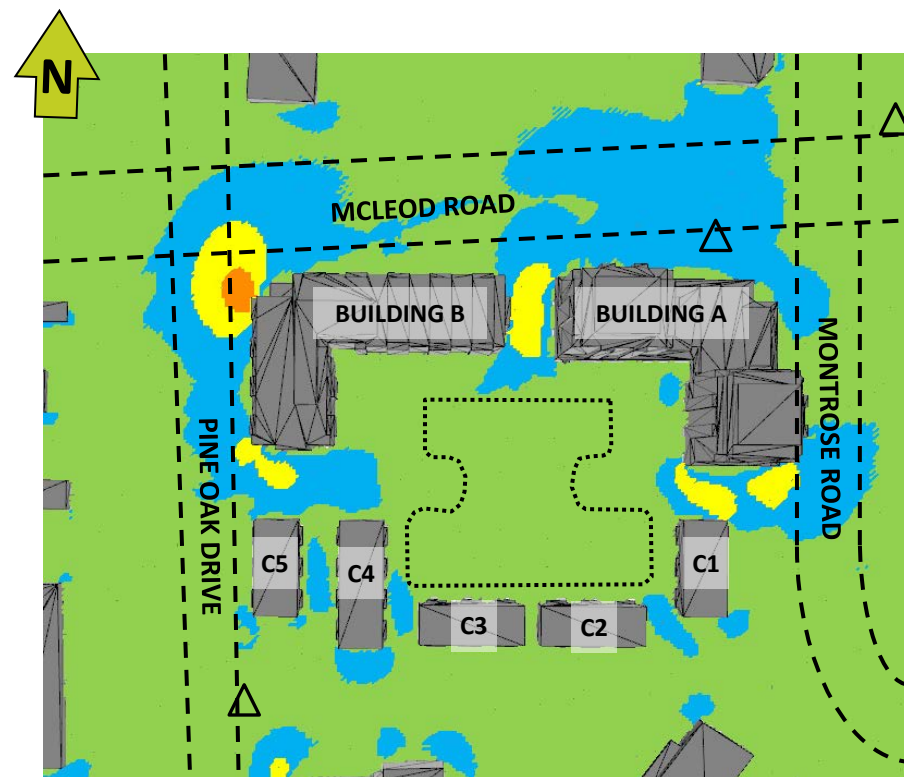 N
MCLEOD ROAD
BUILDING B
BUILDING A
MONTROSE ROAD
PINE OAK DRIVE
C5
C4
C1
C3
C2